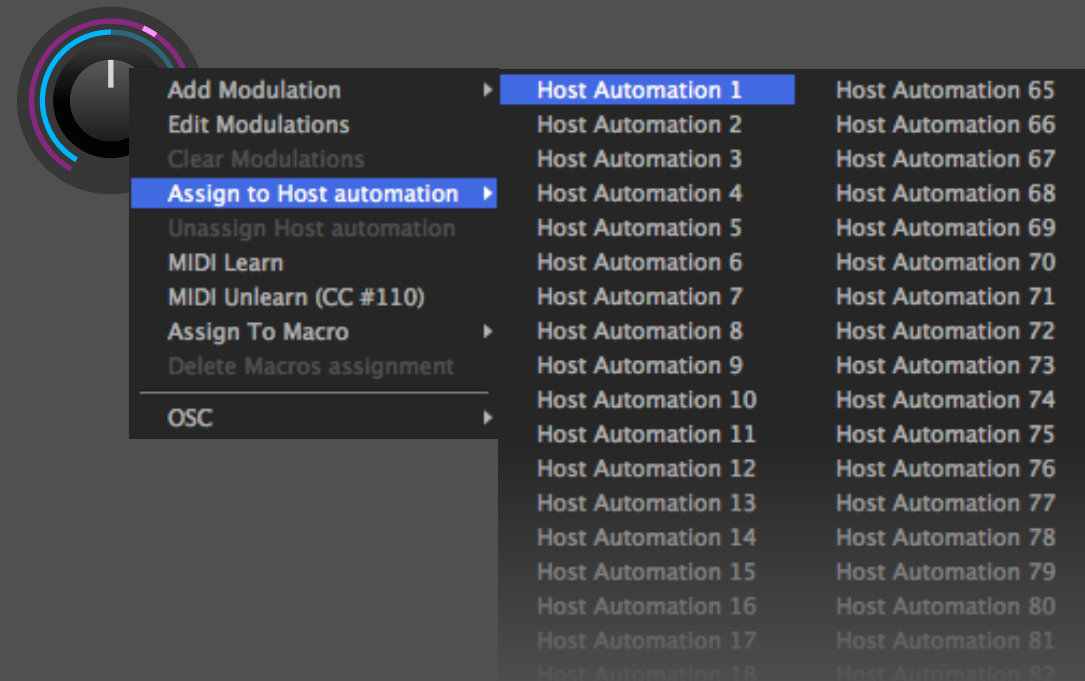 Add Modulation
Edit Modulations
Clear Modulations
Assign to Host automation
Unassign Host automation
MIDI Learn
MIDI Unlearn (CC #110)
Assign To Macro
Delete Macros assignment
OSC
Host Automation 1
Host Automation 2
Host Automation 3
Host Automation 4
Host Automation 5
Host Automation 6
Host Automation 7
Host Automation 8
Host Automation 9
Host Automation 10
Host Automation 11
Host Automation 12
Host Automation 13
Host Automation 14
Host Automation 15
Host Automation 16
Host Automation 17
Host Automation 18
Host Automation 65
Host Automation 66
Host Automation 67
Host Automation 68
Host Automation 69
Host Automation 70
Host Automation 71
Host Automation 72
Host Automation 73
Host Automation 74
Host Automation 75
Host Automation 76
Host Automation 77
Host Automation 78
Host Automation 79
Host Automation 80
Host Automation 81
Host Automation 82